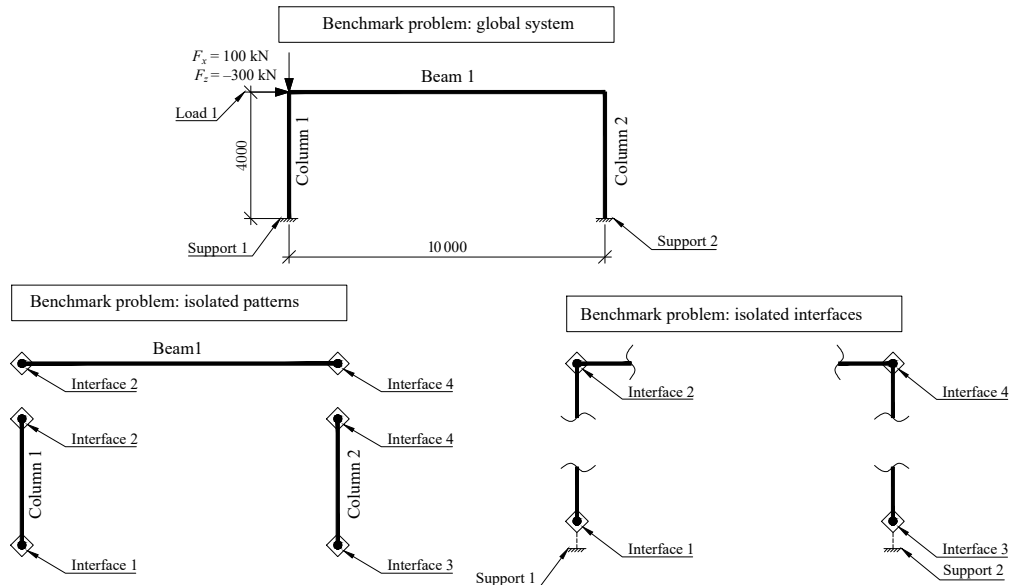 Benchmark problem: global system
Fx = 100 kN
Fz = –300 kN
Beam 1
Load 1
4000
Column 1
Column 2
Support 1
10 000
Support 2
Benchmark problem: isolated patterns
Beam1
Interface 2
Interface 4
Interface 2
Interface 4
Column 1
Column 2
Interface 1
Interface 3
Benchmark problem: isolated interfaces
Interface 2
Interface 4
Interface 1
Interface 3
Support 1
Support 2